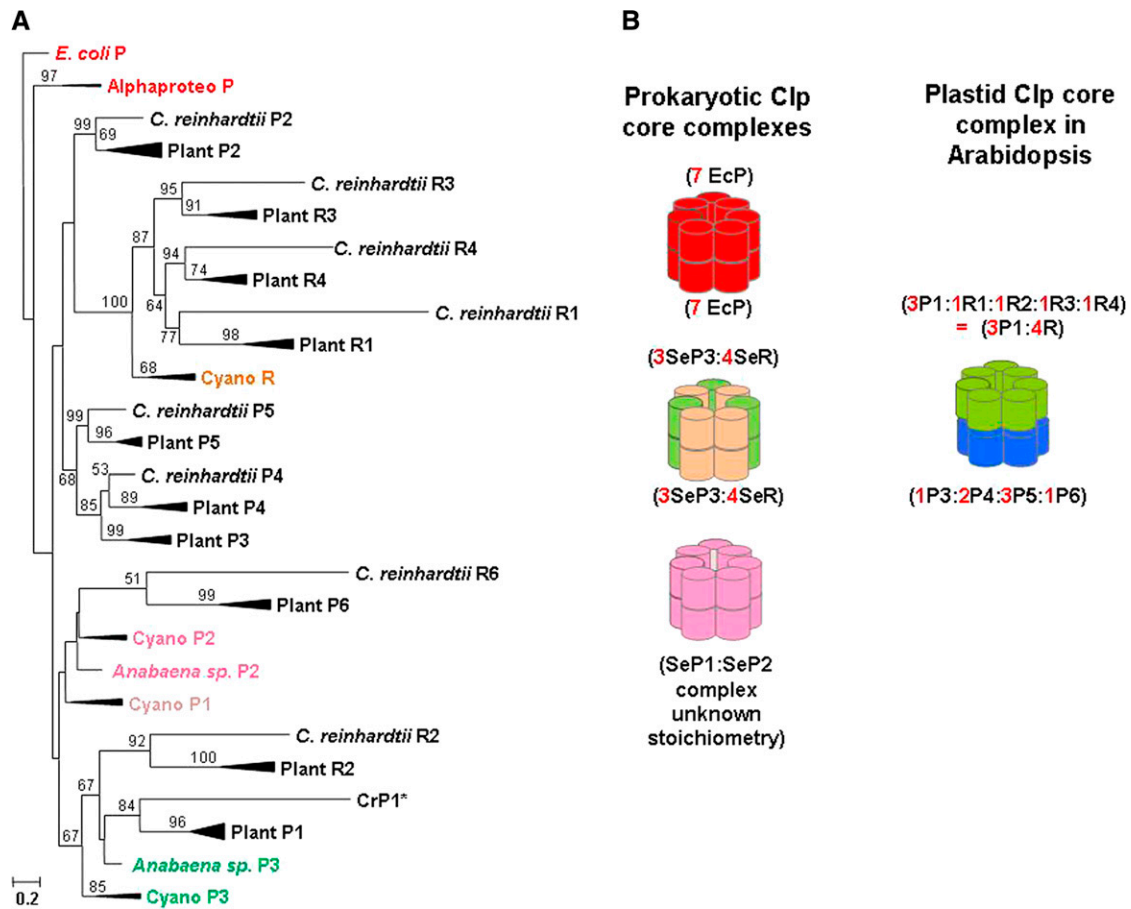 A
E. coli P
97
Alphaproteo P
99
C. reinhardtii P2
69
Plant P2
95
C. reinhardtii R3
91
Plant R3
87
94
C. reinhardtii R4
74
Plant R4
100
64
C. reinhardtii R1
77
98
Plant R1
68
Cyano R
99
C. reinhardtii P5
96
Plant P5
68
53
C. reinhardtii P4
85
89
Plant P4
99
Plant P3
51
C. reinhardtii R6
99
Plant P6
Cyano P2
Anabaena sp. P2
Cyano P1
92
C. reinhardtii R2
100
Plant R2
67
84
CrP1*
96
Plant P1
67
Anabaena sp. P3
85
Cyano P3
0.2
B
Prokaryotic Clp
core complexes
(7 EcP)
(7 EcP)
(3SeP3:4SeR)
(3SeP3:4SeR)
(SeP1:SeP2
complex
unknown
stoichiometry)
Plastid Clp core
complex in
Arabidopsis
(3P1:1R1:1R2:1R3:1R4)
= (3P1:4R)
(1P3:2P4:3P5:1P6)